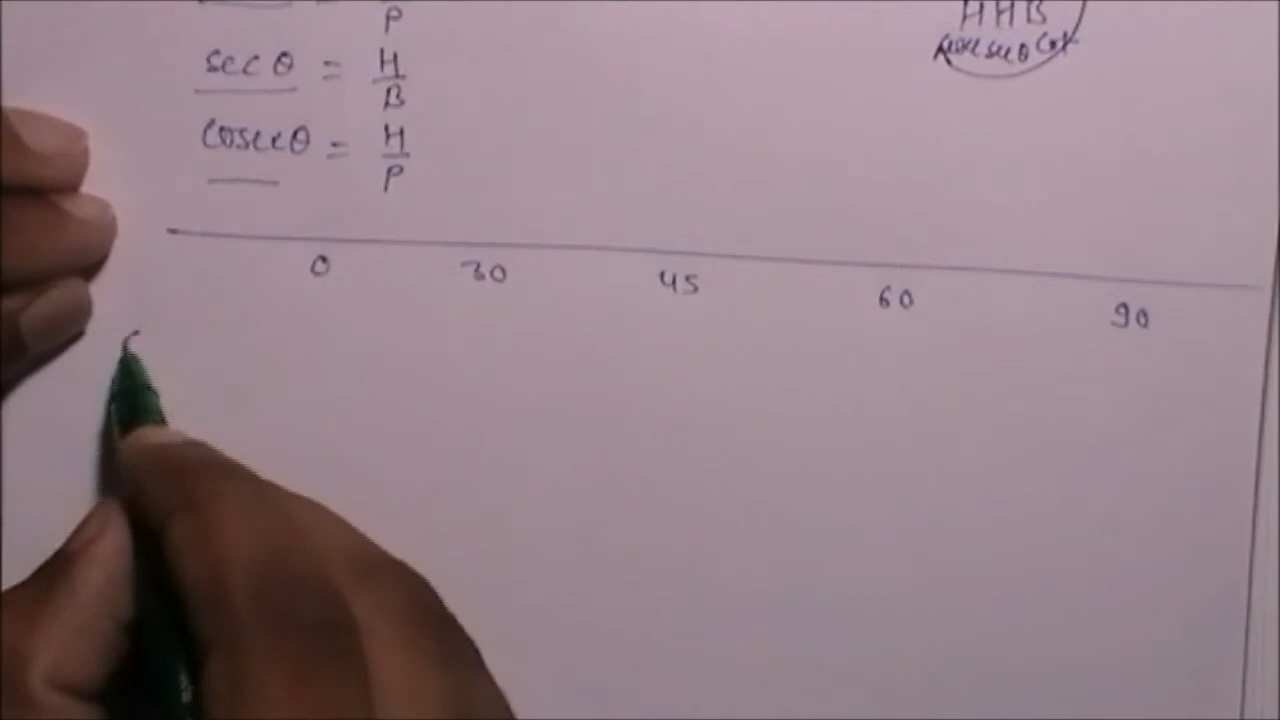 P
HHB
secθ = H/B
cosecθ = H/P
0 30 45 60 90